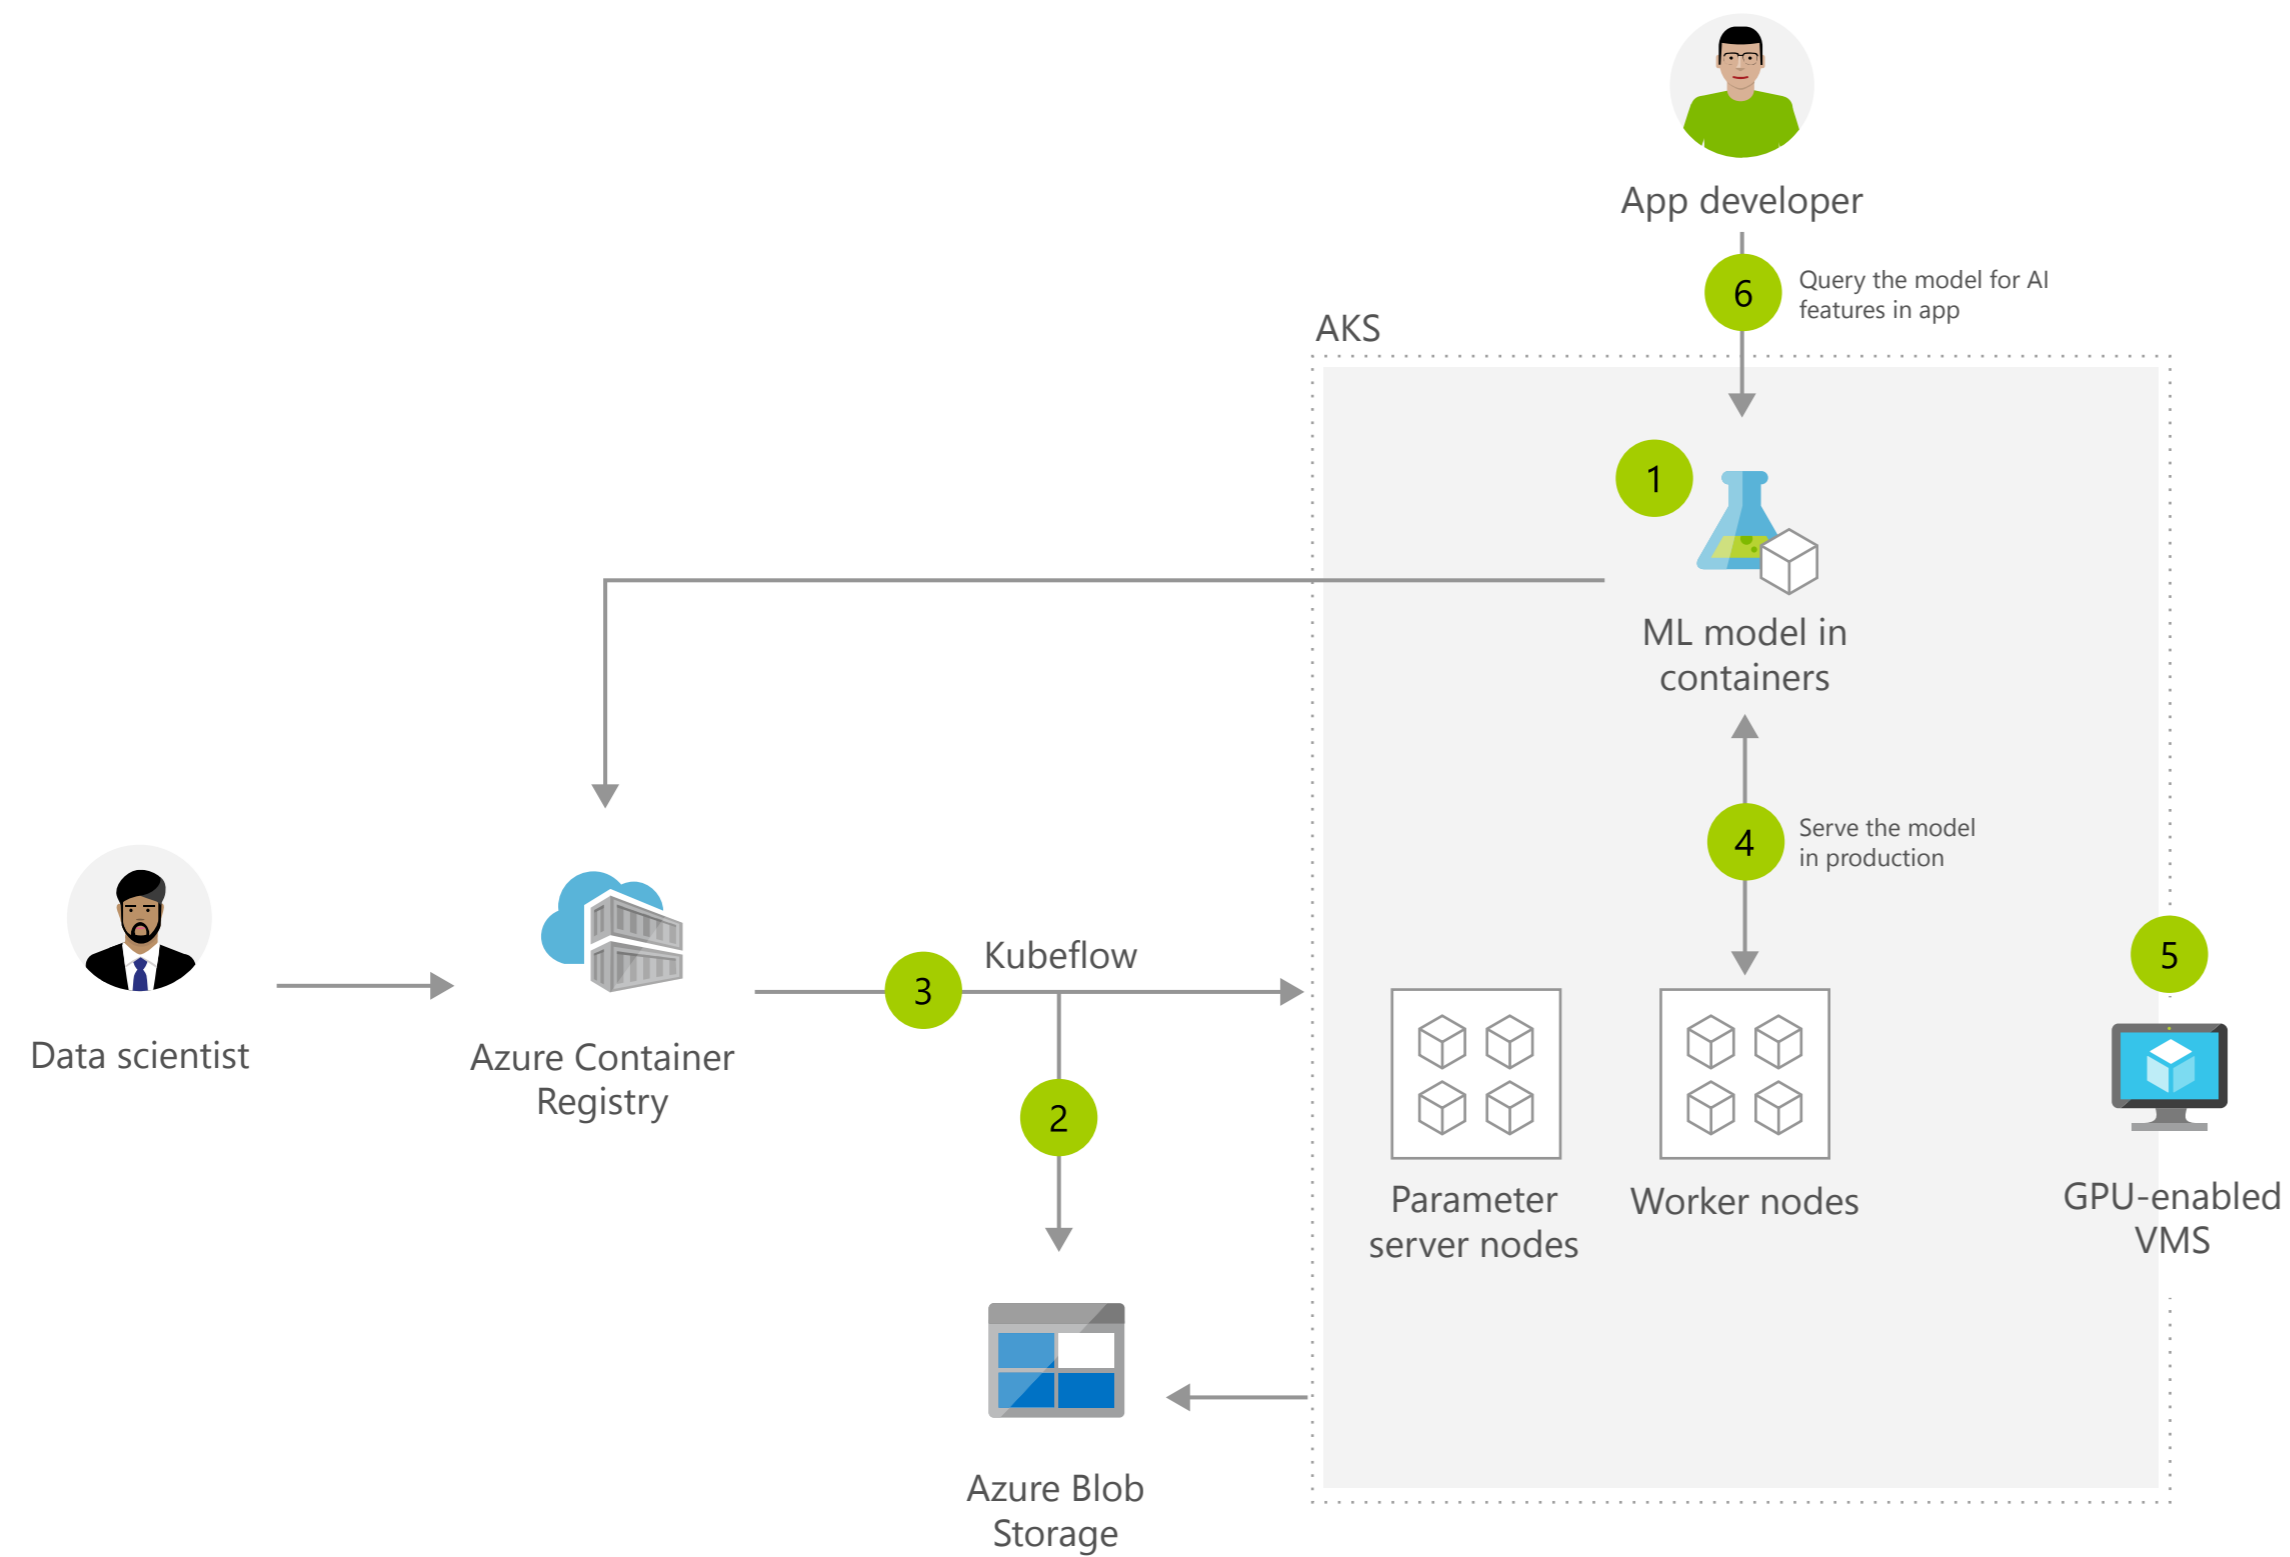 App developer
6
Query the model for AI
features in app
AKS
1
ML model in
containers
4
Serve the model
in production
Data scientist
Azure Container
Registry
3
Kubeflow
2
Azure Blob
Storage
Parameter
server nodes
Worker nodes
5
GPU-enabled
VMS